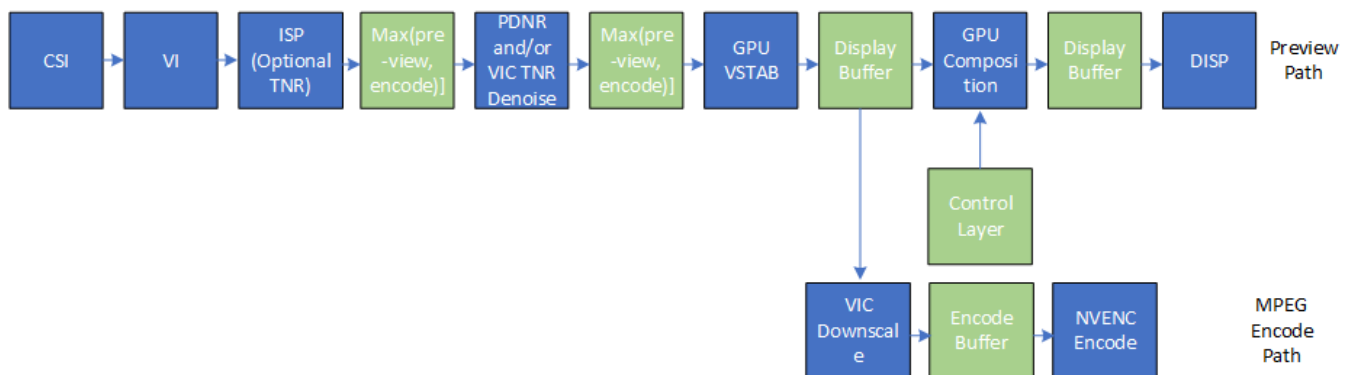 CSI
VI
ISP
(Optional
TNR)
Max(pre
-view,
encode)]
PDNR
and/or
VIC TNR
Denoise
Max(pre
-view,
encode)]
GPU
VSTAB
Display
Buffer
GPU
Composi
tion
Display
Buffer
DISP
Preview
Path
Control
Layer
VIC
Downscal
e
Encode
Buffer
NVENC
Encode
MPEG
Encode
Path